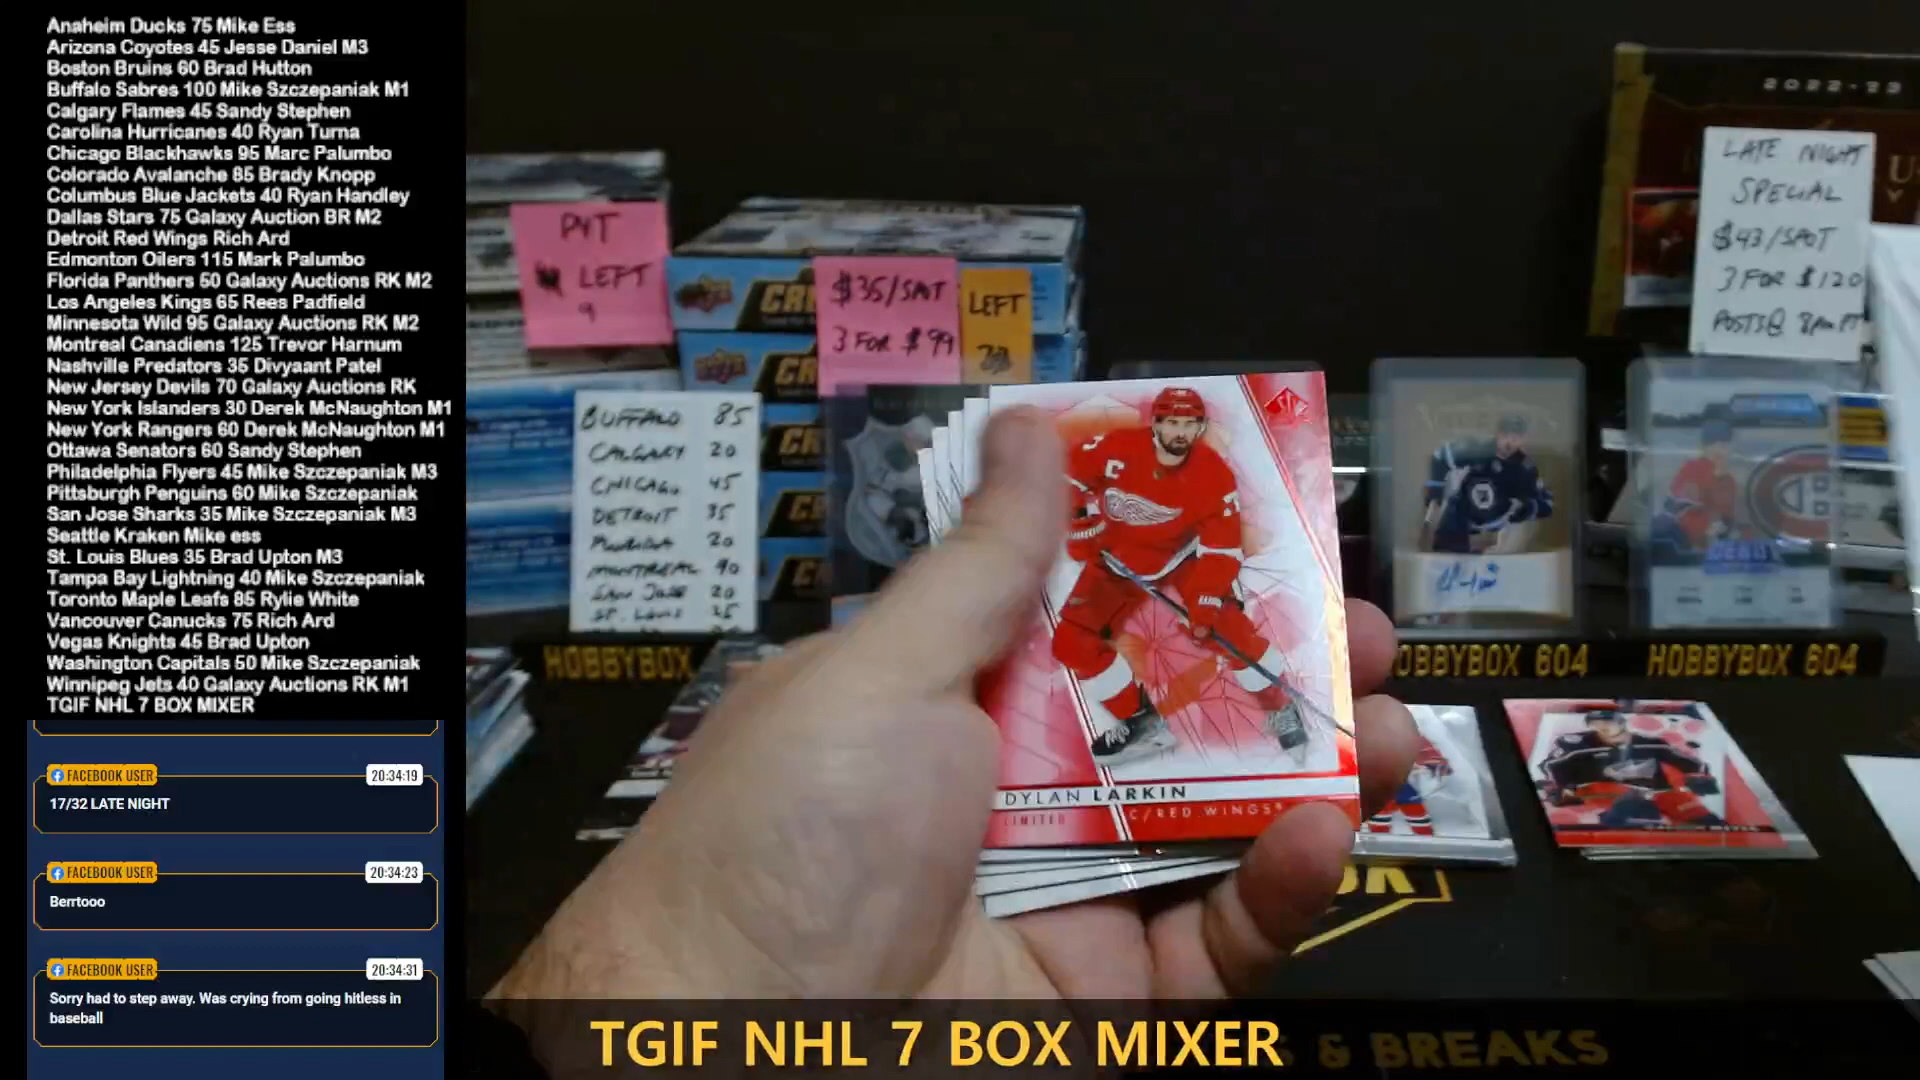 Anaheim Ducks 75 Mike Ess
Arizona Coyotes 45 Jesse Daniel M3
Boston Bruins 60 Brad Hutton
Buffalo Sabres 100 Mike Szczepaniak M1
Calgary Flames 45 Sandy Stephen
Carolina Hurricanes 40 Ryan Turna
Chicago Blackhawks 95 Marc Palumbo
Colorado Avalanche 85 Brady Knopp
Columbus Blue Jackets 40 Ryan Handley
Dallas Stars 75 Galaxy Auction BR M2
Detroit Red Wings Rich Ard
Edmonton Oilers 115 Mark Palumbo
Florida Panthers 50 Galaxy Auctions RK M2
Los Angeles Kings 65 Rees Padfield
Minnesota Wild 95 Galaxy Auctions RK M2
Montreal Canadiens 125 Trevor Harnum
Nashville Predators 35 Divyaant Patel
New Jersey Devils 70 Galaxy Auctions RK
New York Islanders 30 Derek McNaughton M1
New York Rangers 60 Derek McNaughton M1
Ottawa Senators 60 Sandy Stephen
Philadelphia Flyers 45 Mike Szczepaniak M3
Pittsburgh Penguins 60 Mike Szczepaniak
San Jose Sharks 35 Mike Szczepaniak M3
Seattle Kraken Mike ess
St. Louis Blues 35 Brad Upton M3
Tampa Bay Lightning 40 Mike Szczepaniak
Toronto Maple Leafs 85 Rylie White
Vancouver Canucks 75 Rich Ard
Vegas Knights 45 Brad Upton
Washington Capitals 50 Mike Szczepaniak
Winnipeg Jets 40 Galaxy Auctions RK M1
TGIF NHL 7 BOX MIXER
FACEBOOK USER 20:34:19
17/32 LATE NIGHT
FACEBOOK USER 20:34:23
Berrtooo
FACEBOOK USER 20:34:31
Sorry had to step away. Was crying from going hitless in
baseball
PYT
LEFT
9
$35/SPOT
3 FOR $99
LEFT
2022-23
LATE NIGHT
SPECIAL
$43/SPOT
3 FOR $120
POSTS@ 8PM PT
BUFFALO 85
CALGARY 20
CHICAGO 45
DETROIT 35
FLORIDA 20
MONTREAL 90
SAN JOSE 20
ST. LOUIS 25
DYLAN LARKIN
LIMITED C/RED WINGS
HOBBYBOX
OBBYBOX 604
HOBBYBOX 604
TGIF NHL 7 BOX MIXER
& BREAKS